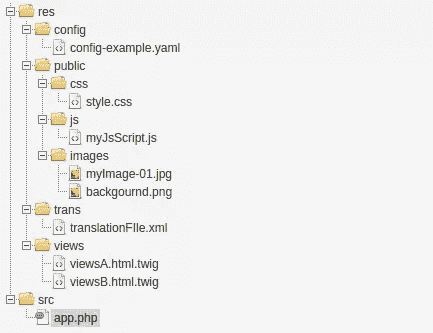 res
config
config-example.yaml
public
css
style.css
js
myJsScript.js
images
myImage-01.jpg
backgournd.png
trans
translationFIle.xml
views
viewsA.html.twig
viewsB.html.twig
src
app.php